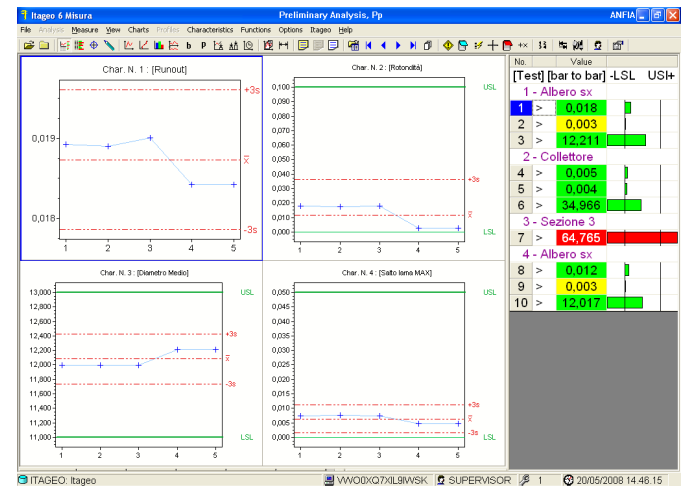 Itageo 6 Misura
Preliminary Analysis, Pp
ANFIA
File Analysis Measure View Charts Profiles Characteristics Functions Options Itageo Help
Char. N. 1 : [Runout]
+3s
0,019
x
0,018
-3s
1 2 3 4 5
Char. N. 2 : [Rotondità]
0,100 USL
0,090
0,080
0,070
0,060
0,050
0,040
+3s
0,030
0,020
x
0,010
0,000 LSL
1 2 3 4 5
Char. N. 3 : [Diametro Medio]
13,000 USL
12,800
12,600
12,400 +3s
12,200
x
12,000
11,800
-3s
11,600
11,400
11,200
11,000 LSL
1 2 3 4 5
Char. N. 4 : [Salto lama MAX]
0,050 USL
0,045
0,040
0,035
0,030
0,025
0,020
0,015
0,010 +3s
0,005 x
-3s
0,000 LSL
1 2 3 4 5
No. Value
[Test] [bar to bar] -LSL USI+
1 - Albero sx
1 > 0,018
2 > 0,003
3 > 12,211
2 - Collettore
4 > 0,005
5 > 0,004
6 > 34,966
3 - Sezione 3
7 > 64,765
4 - Albero sx
8 > 0,012
9 > 0,003
10 > 12,017
ITAGEO: Itageo
SUPERVISOR
1
20/05/2008 14.46.15